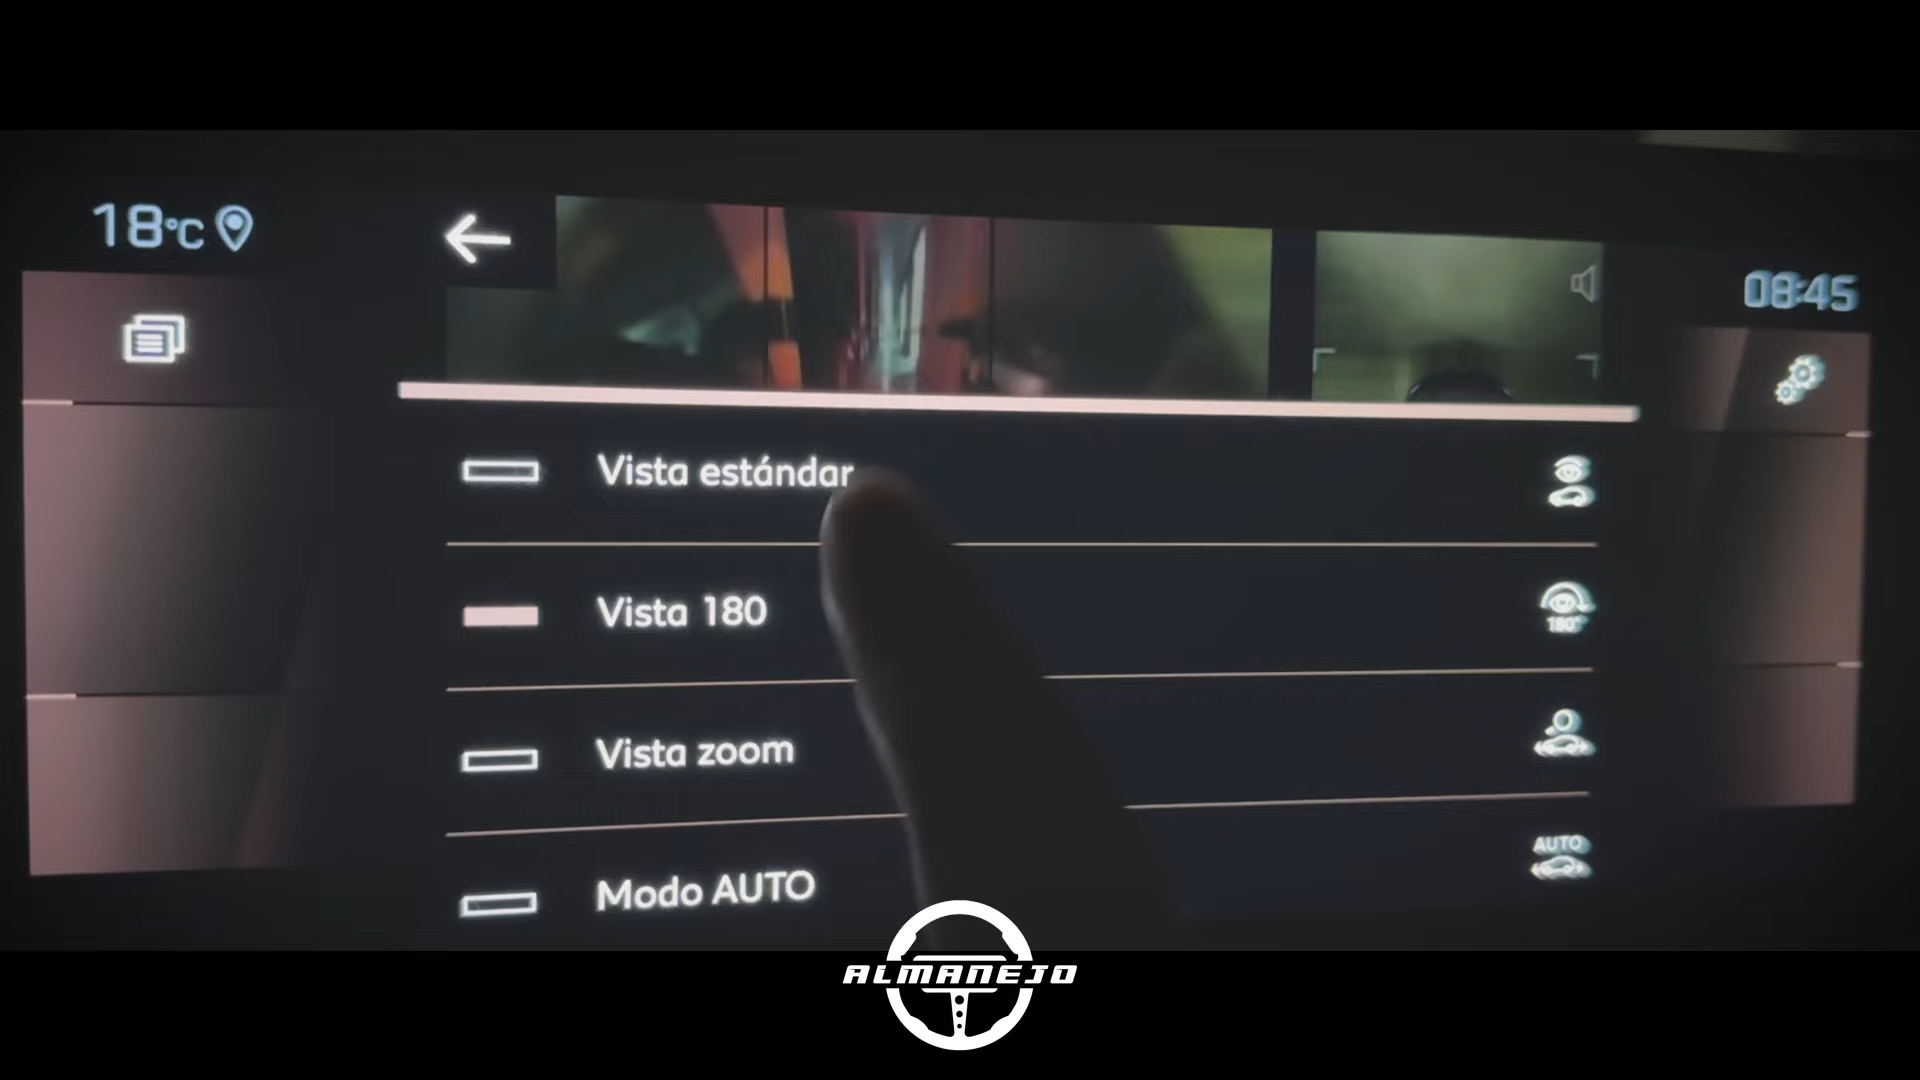 18°C
08:45
Vista estándar
Vista 180
180°
Vista zoom
AUTO
Modo AUTO
ALMANEJO